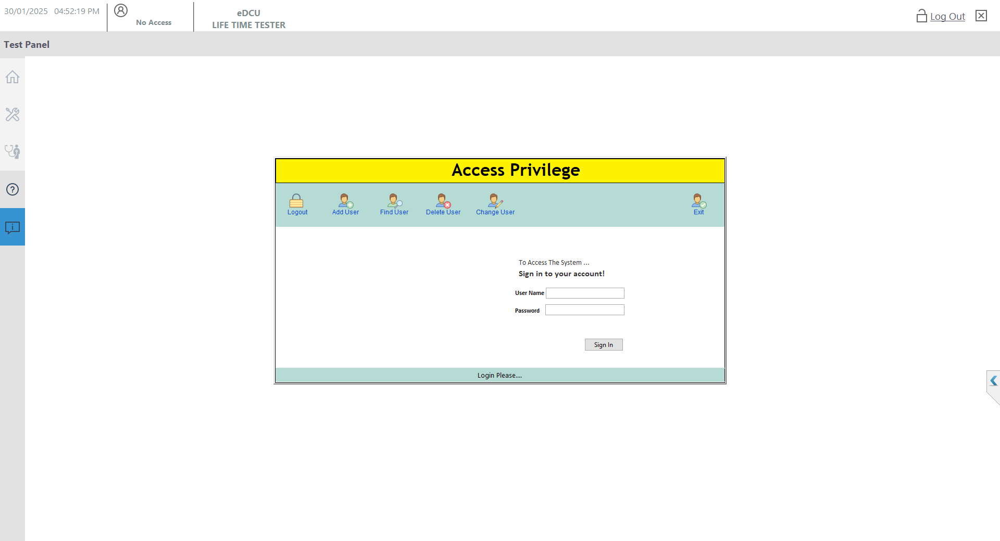 30/01/2025 04:52:19 PM
No Access
eDCU
LIFE TIME TESTER
Log Out
Test Panel
Access Privilege
Logout
Add User
Find User
Delete User
Change User
Exit
To Access The System ...
Sign in to your account!
User Name
Password
Sign In
Login Please....